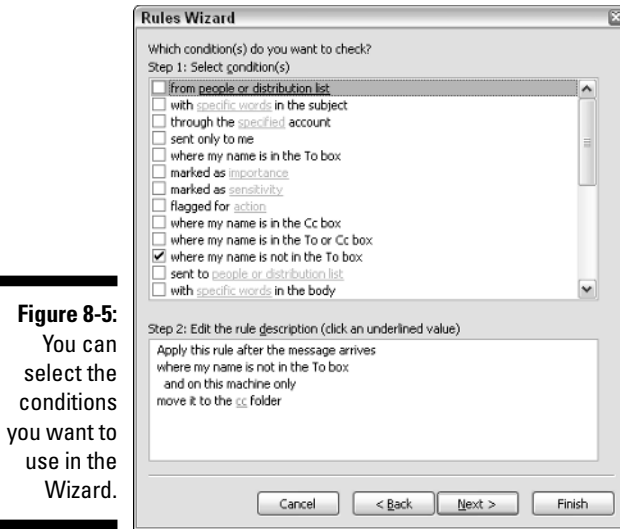 Rules Wizard
Which condition(s) do you want to check?
Step 1: Select condition(s)
from people or distribution list
with specific words in the subject
through the specified account
sent only to me
where my name is in the To box
marked as importance
marked as sensitivity
flagged for action
where my name is in the Cc box
where my name is in the To or Cc box
where my name is not in the To box
sent to people or distribution list
with specific words in the body
Step 2: Edit the rule description (click an underlined value)
Apply this rule after the message arrives
where my name is not in the To box
and on this machine only
move it to the cc folder
Cancel
< Back
Next >
Finish
Figure 8-5:
You can
select the
conditions
you want to
use in the
Wizard.